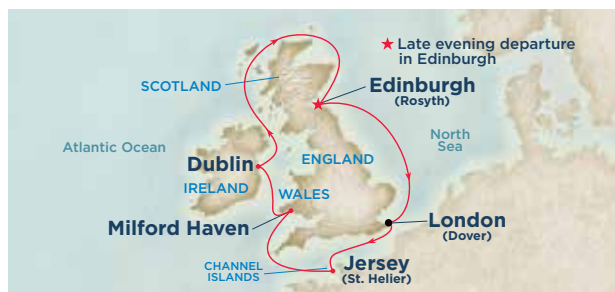 ★ Late evening departure
in Edinburgh
SCOTLAND
Edinburgh
(Rosyth)
North
Sea
Atlantic Ocean
ENGLAND
Dublin
IRELAND
WALES
Milford Haven
London
(Dover)
CHANNEL
ISLANDS
Jersey
(St. Helier)